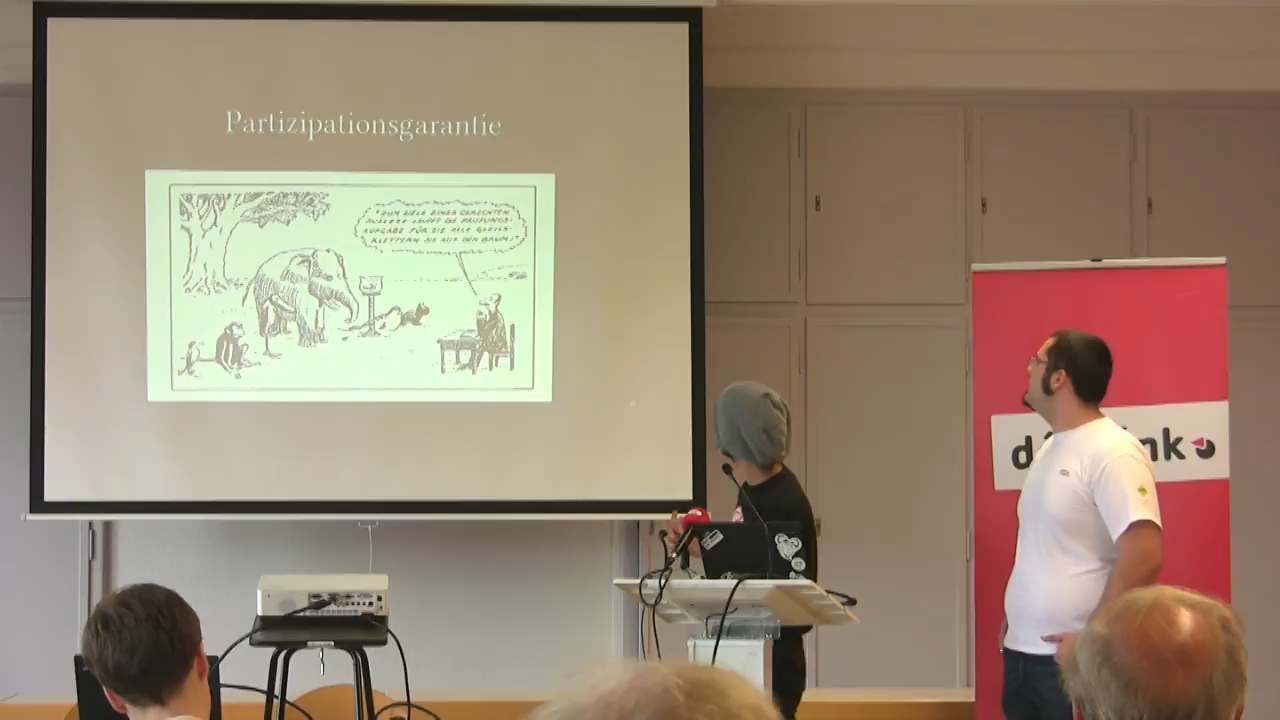 Partizipationsgarantie
"ZUM ZIELE EINER GERECHTEN
AUSLESE LAUTET DIE PRÜFUNGS-
AUFGABE FÜR SIE ALLE GLEICH:
KLETTERN SIE AUF DEN BAUM!"
d
nk